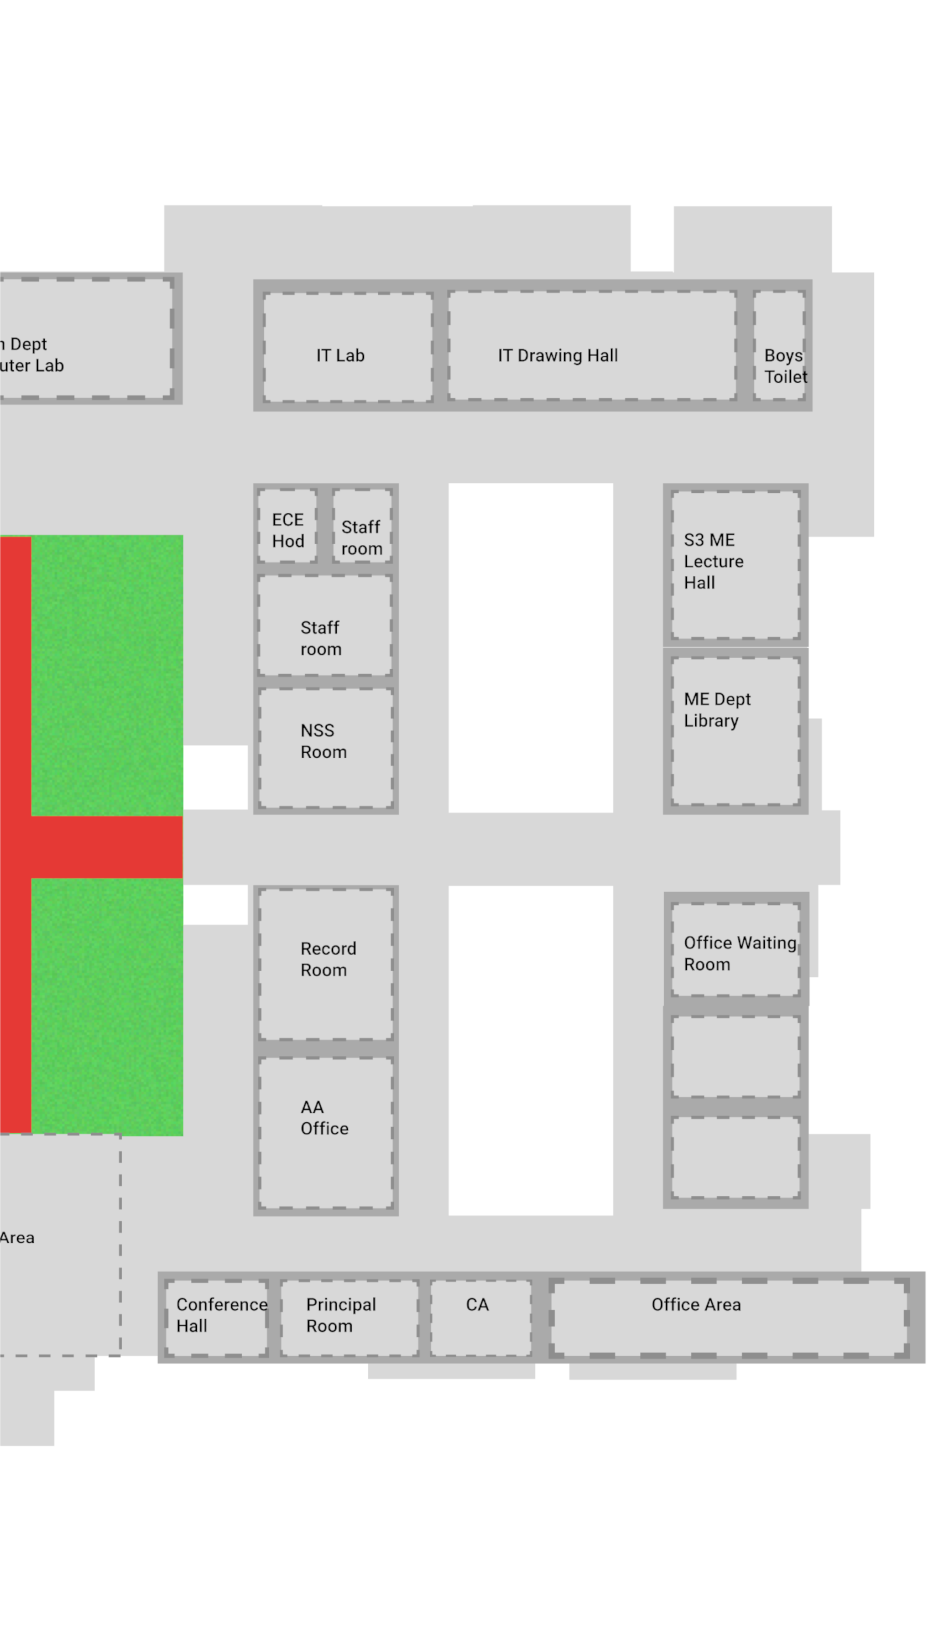 n Dept
uter Lab
IT Lab
IT Drawing Hall
Boys
Toilet
ECE
Hod
Staff
room
S3 ME
Lecture
Hall
Staff
room
ME Dept
Library
NSS
Room
Record
Room
Office Waiting
Room
AA
Office
Area
Conference
Hall
Principal
Room
CA
Office Area